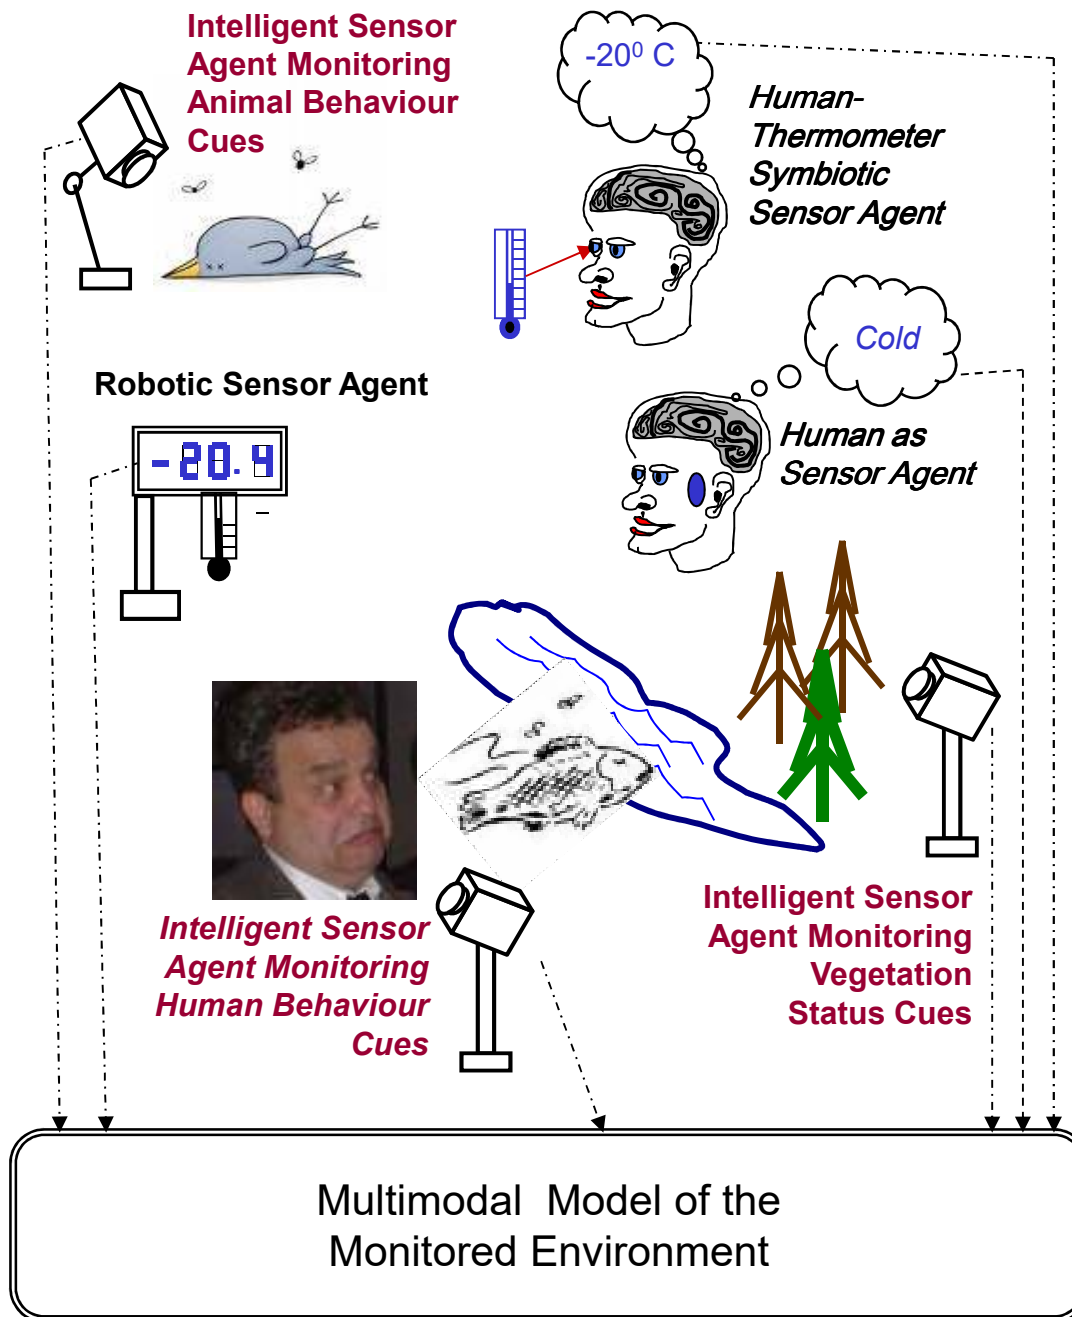 Intelligent Sensor
Agent Monitoring
Animal Behaviour
Cues
-20⁰ C
Human-
Thermometer
Symbiotic
Sensor Agent
Cold
Human as
Sensor Agent
Robotic Sensor Agent
-20.4
Intelligent Sensor
Agent Monitoring
Human Behaviour
Cues
Intelligent Sensor
Agent Monitoring
Vegetation
Status Cues
Multimodal Model of the
Monitored Environment